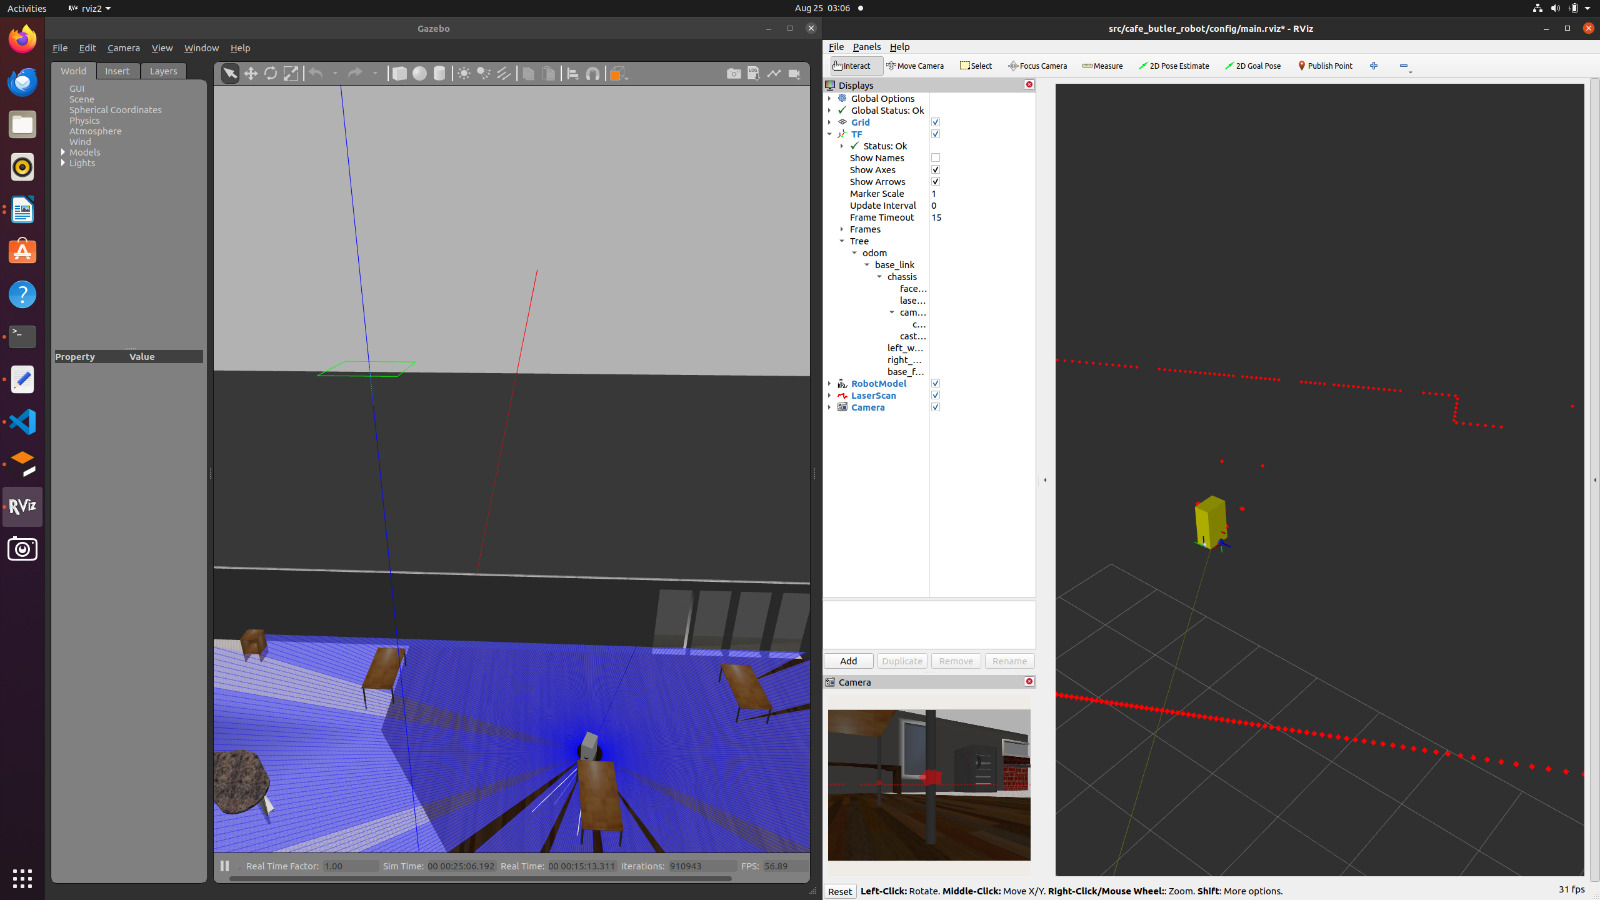 Activities
rviz2
Aug 25 03:06
Gazebo
File Edit Camera View Window Help
World Insert Layers
GUI
Scene
Spherical Coordinates
Physics
Atmosphere
Wind
Models
Lights
Property Value
Real Time Factor: 1.00 Sim Time: 00 00:25:06.192 Real Time: 00 00:15:13.311 Iterations: 910943 FPS: 56.89
RViz
src/cafe_butler_robot/config/main.rviz* - RViz
File Panels Help
Interact Move Camera Select Focus Camera Measure 2D Pose Estimate 2D Goal Pose Publish Point
Displays
Global Options
Global Status: Ok
Grid
TF
Status: Ok
Show Names
Show Axes
Show Arrows
Marker Scale 1
Update Interval 0
Frame Timeout 15
Frames
Tree
odom
base_link
chassis
face...
lase...
cam...
c...
cast...
left_w...
right_...
base_f...
RobotModel
LaserScan
Camera
Add Duplicate Remove Rename
Camera
Reset Left-Click: Rotate. Middle-Click: Move X/Y. Right-Click/Mouse Wheel:: Zoom. Shift: More options.
31 fps